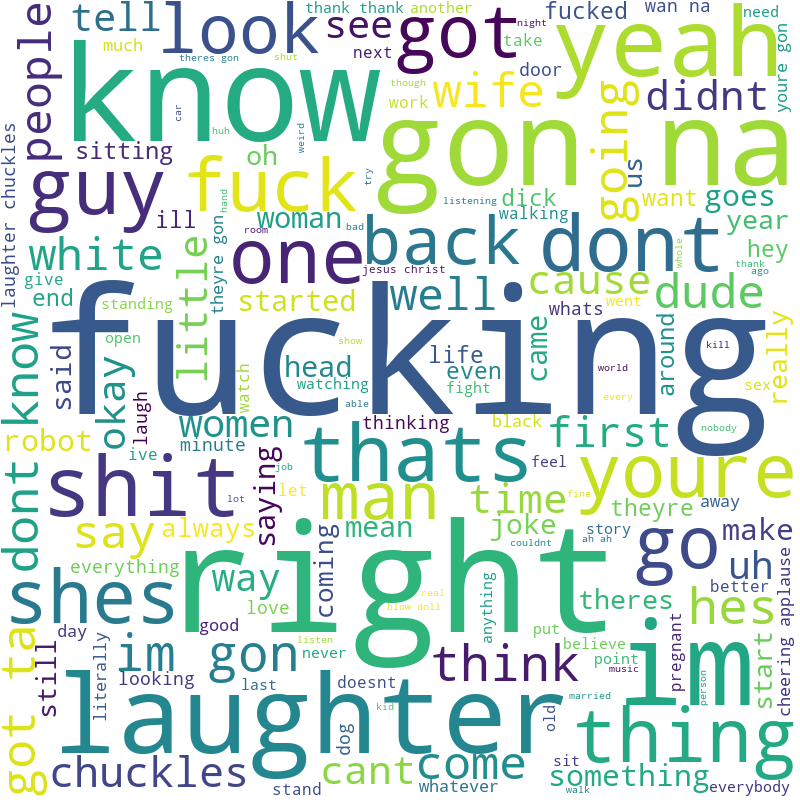 thank thank another wan na need
tell look see got fucked yeah
people much theres gon shut next take night
know car huh weird though work door wife didnt youre gon
sitting oh try fuck gon na going us
laughter chuckles guy ill hand listening dick want goes
white woman room bad walking year
give theyre gon one back dont hey
end little jesus christ whole thank ago
standing started well cause whats dude
open said fucking show came went around really
okay head life even world kill
watch watching fight sex
laugh women able thinking black first nobody
know robot minute thats feel youre
dont ive job lot let man time fine every
shit saying theyre away
say always mean joke couldnt ah ah story make
everything right go uh
shes way coming love blow doll real anything theres better hes
day good listen never put believe
got ta still literally im gon think point start cheering applause
looking last doesnt music pregnant im person
laughter dog kid old married thing
chuckles cant come sit something
stand whatever walk everybody